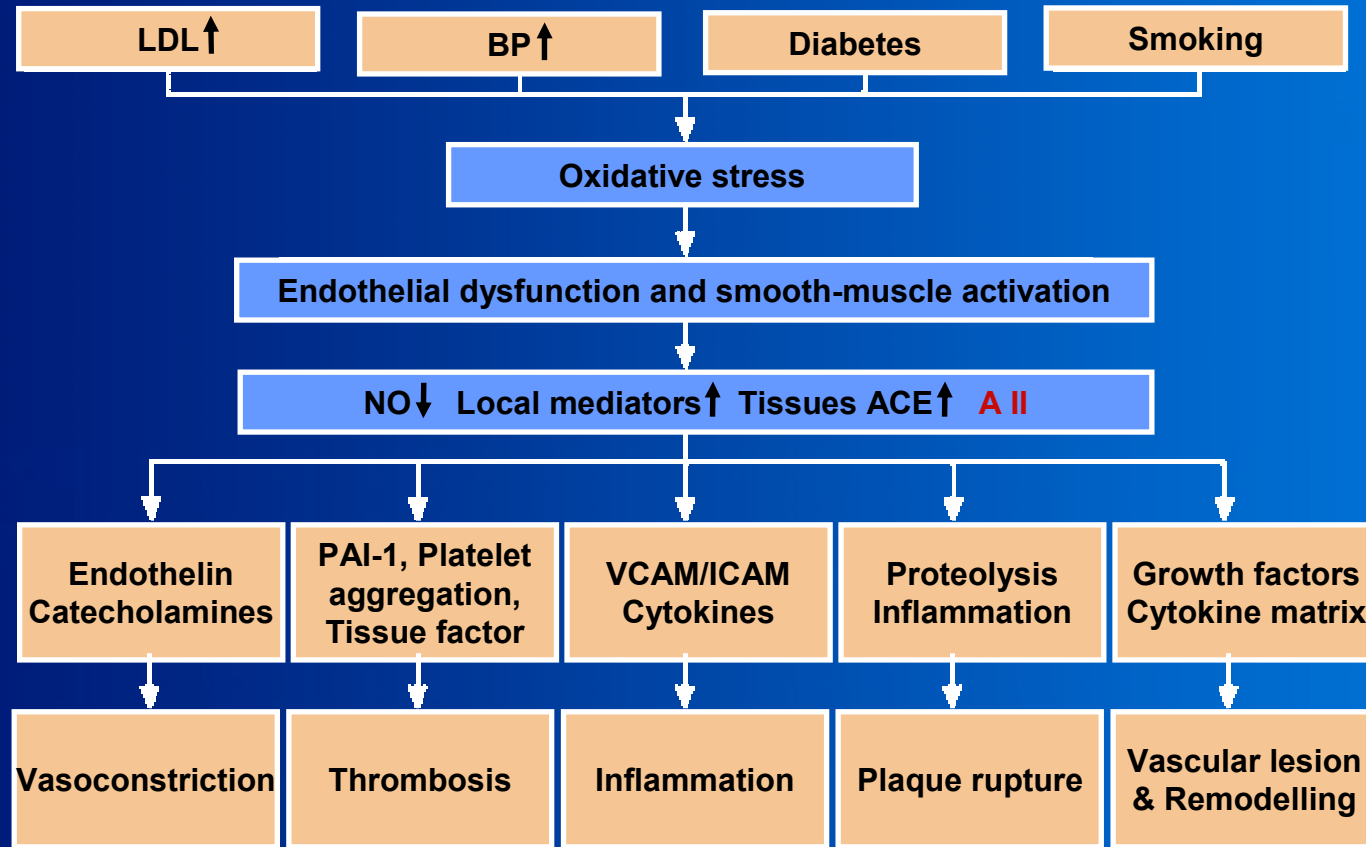 LDL↑
BP↑
Diabetes
Smoking
Oxidative stress
Endothelial dysfunction and smooth-muscle activation
NO↓ Local mediators↑ Tissues ACE↑ A II
Endothelin
Catecholamines
PAI-1, Platelet
aggregation,
Tissue factor
VCAM/ICAM
Cytokines
Proteolysis
Inflammation
Growth factors
Cytokine matrix
Vasoconstriction
Thrombosis
Inflammation
Plaque rupture
Vascular lesion
& Remodelling